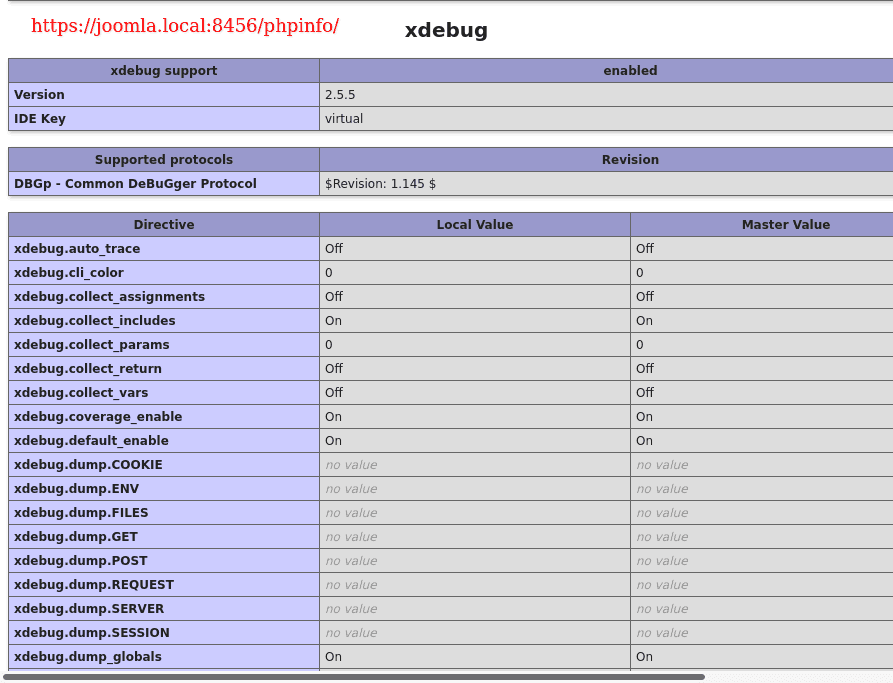 https://joomla.local:8456/phpinfo/
xdebug
xdebug support enabled
Version 2.5.5
IDE Key virtual
Supported protocols Revision
DBGp - Common DeBuGger Protocol $Revision: 1.145 $
Directive Local Value Master Value
xdebug.auto_trace Off Off
xdebug.cli_color 0 0
xdebug.collect_assignments Off Off
xdebug.collect_includes On On
xdebug.collect_params 0 0
xdebug.collect_return Off Off
xdebug.collect_vars Off Off
xdebug.coverage_enable On On
xdebug.default_enable On On
xdebug.dump.COOKIE no value no value
xdebug.dump.ENV no value no value
xdebug.dump.FILES no value no value
xdebug.dump.GET no value no value
xdebug.dump.POST no value no value
xdebug.dump.REQUEST no value no value
xdebug.dump.SERVER no value no value
xdebug.dump.SESSION no value no value
xdebug.dump_globals On On